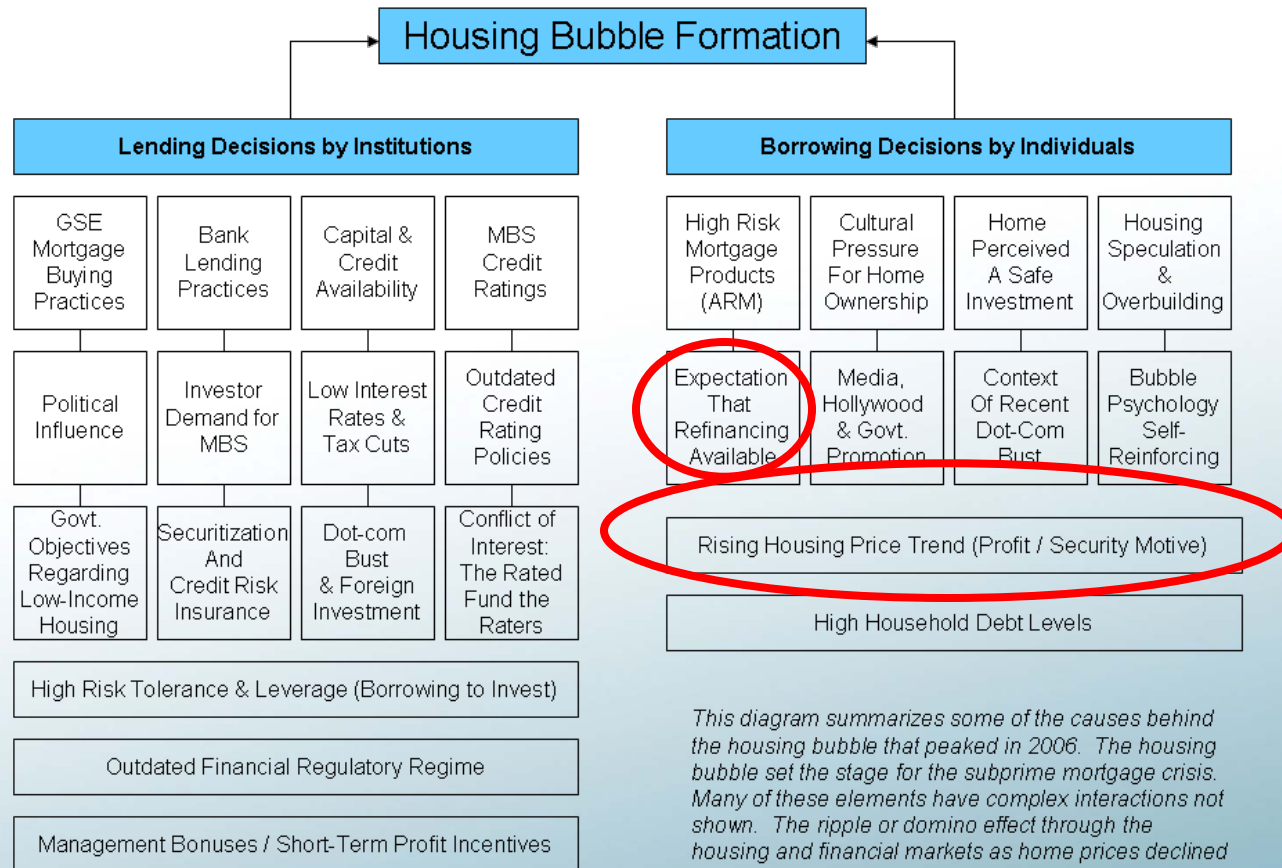 Housing Bubble Formation
Lending Decisions by Institutions
GSE
Mortgage
Buying
Practices
Bank
Lending
Practices
Capital &
Credit
Availability
MBS
Credit
Ratings
Political
Influence
Investor
Demand for
MBS
Low Interest
Rates &
Tax Cuts
Outdated
Credit
Rating
Policies
Govt.
Objectives
Regarding
Low-Income
Housing
Securitization
And
Credit Risk
Insurance
Dot-com
Bust
& Foreign
Investment
Conflict of
Interest:
The Rated
Fund the
Raters
High Risk Tolerance & Leverage (Borrowing to Invest)
Outdated Financial Regulatory Regime
Management Bonuses / Short-Term Profit Incentives
Borrowing Decisions by Individuals
High Risk
Mortgage
Products
(ARM)
Cultural
Pressure
For Home
Ownership
Home
Perceived
A Safe
Investment
Housing
Speculation
&
Overbuilding
Expectation
That
Refinancing
Available
Media,
Hollywood
& Govt.
Promotion
Context
Of Recent
Dot-Com
Bust
Bubble
Psychology
Self-
Reinforcing
Rising Housing Price Trend (Profit / Security Motive)
High Household Debt Levels
This diagram summarizes some of the causes behind
the housing bubble that peaked in 2006. The housing
bubble set the stage for the subprime mortgage crisis.
Many of these elements have complex interactions not
shown. The ripple or domino effect through the
housing and financial markets as home prices declined